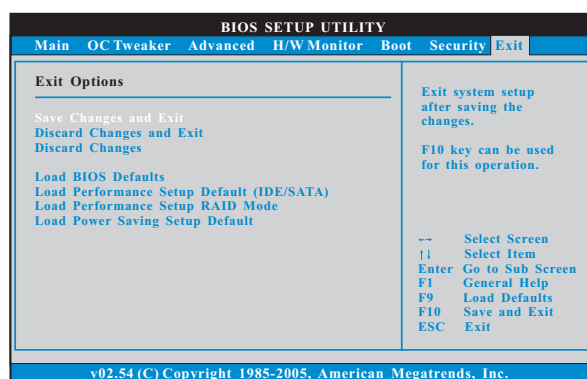 BIOS SETUP UTILITY
Main OC Tweaker Advanced H/W Monitor Boot Security Exit
Exit Options
Save Changes and Exit
Discard Changes and Exit
Discard Changes
Load BIOS Defaults
Load Performance Setup Default (IDE/SATA)
Load Performance Setup RAID Mode
Load Power Saving Setup Default
Exit system setup
after saving the
changes.
F10 key can be used
for this operation.
←→ Select Screen
↑↓ Select Item
Enter Go to Sub Screen
F1 General Help
F9 Load Defaults
F10 Save and Exit
ESC Exit
v02.54 (C) Copyright 1985-2005, American Megatrends, Inc.